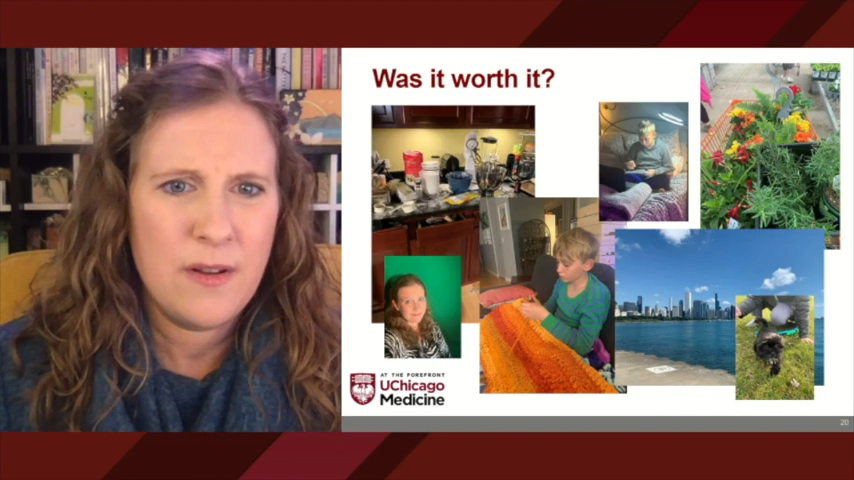 Was it worth it?
AT THE FOREFRONT
UChicago
Medicine
20